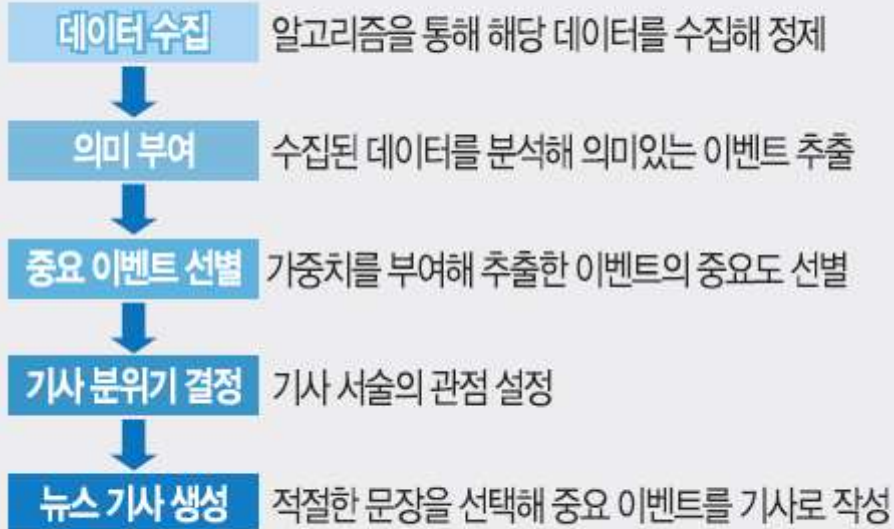 데이터 수집 알고리즘을 통해 해당 데이터를 수집해 정제
의미 부여 수집된 데이터를 분석해 의미있는 이벤트 추출
중요 이벤트 선별 가중치를 부여해 추출한 이벤트의 중요도 선별
기사 분위기 결정 기사 서술의 관점 설정
뉴스 기사 생성 적절한 문장을 선택해 중요 이벤트를 기사로 작성